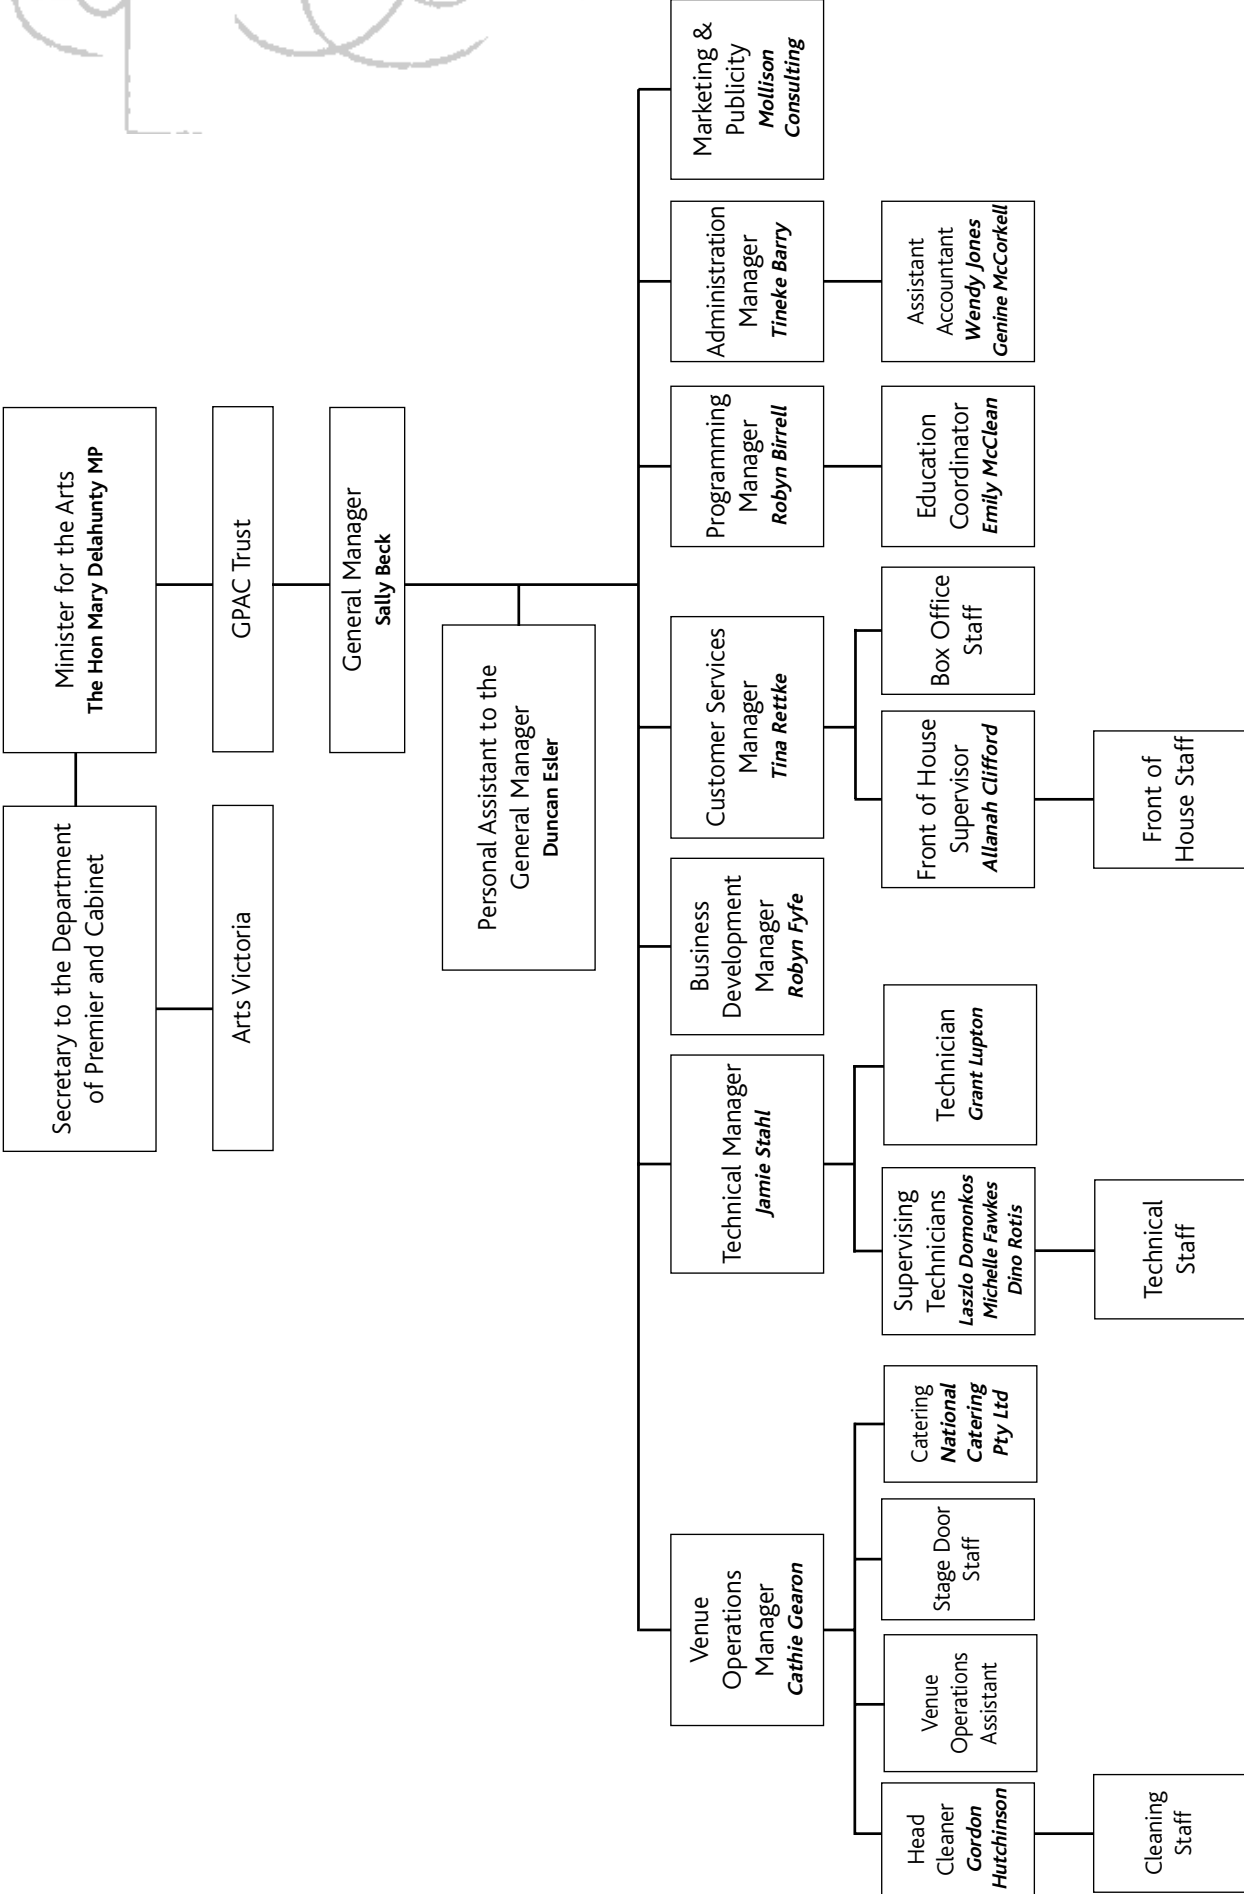 Secretary to the Department
of Premier and Cabinet
Minister for the Arts
The Hon Mary Delahunty MP
Arts Victoria
GPAC Trust
General Manager
Sally Beck
Personal Assistant to the
General Manager
Duncan Esler
Venue
Operations
Manager
Cathie Gearon
Technical Manager
Jamie Stahl
Business
Development
Manager
Robyn Fyfe
Customer Services
Manager
Tina Rettke
Programming
Manager
Robyn Birrell
Administration
Manager
Tineke Barry
Marketing &
Publicity
Mollison
Consulting
Head
Cleaner
Gordon
Hutchinson
Venue
Operations
Assistant
Stage Door
Staff
Catering
National
Catering
Pty Ltd
Supervising
Technicians
Laszlo Domonkos
Michelle Fawkes
Dino Rotis
Technician
Grant Lupton
Front of House
Supervisor
Allanah Clifford
Box Office
Staff
Education
Coordinator
Emily McClean
Assistant
Accountant
Wendy Jones
Genine McCorkell
Cleaning
Staff
Technical
Staff
Front of
House Staff